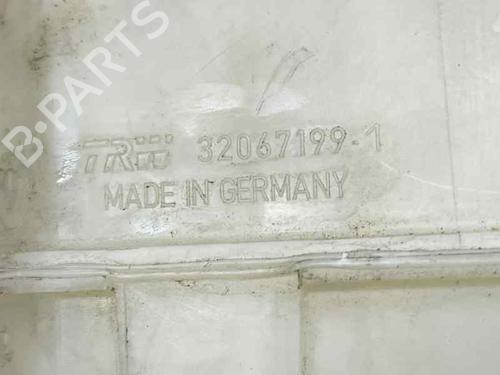 B-PARTS
TRW 32067199-1
MADE IN GERMANY